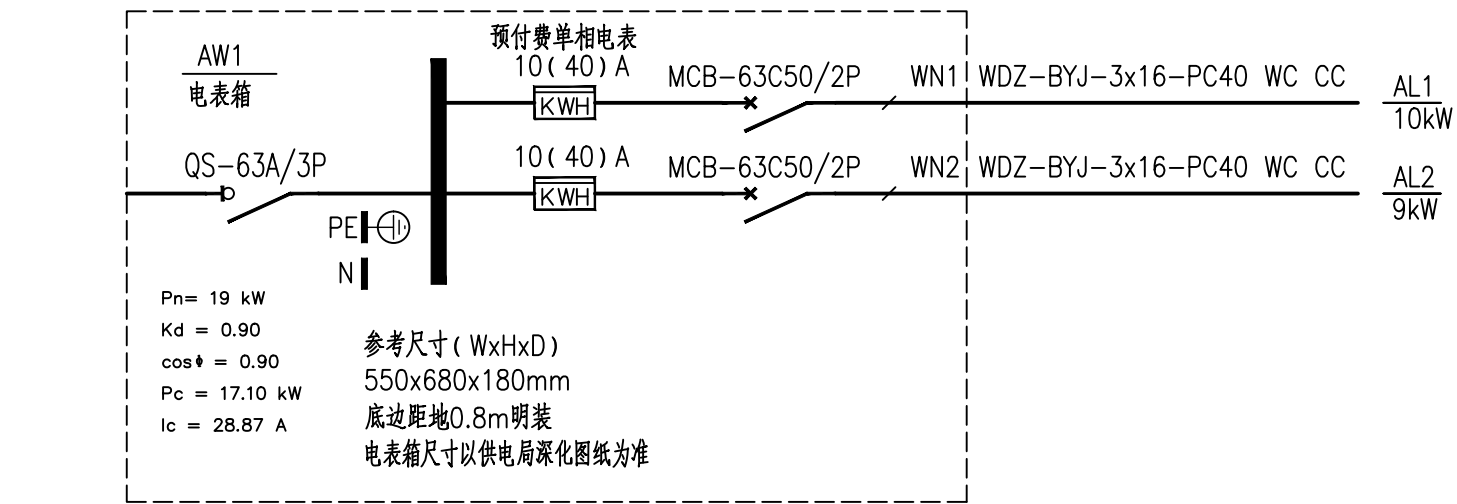 AW1
电表箱
预付费单相电表
10(40)A
MCB-63C50/2P
WN1
WDZ-BYJ-3x16-PC40 WC CC
AL1
10kW
KWH
QS-63A/3P
10(40)A
MCB-63C50/2P
WN2
WDZ-BYJ-3x16-PC40 WC CC
AL2
9kW
KWH
PE
N
Pn= 19 kW
Kd = 0.90
cosΦ = 0.90
Pc = 17.10 kW
Ic = 28.87 A
参考尺寸(WxHxD)
550x680x180mm
底边距地0.8m明装
电表箱尺寸以供电局深化图纸为准